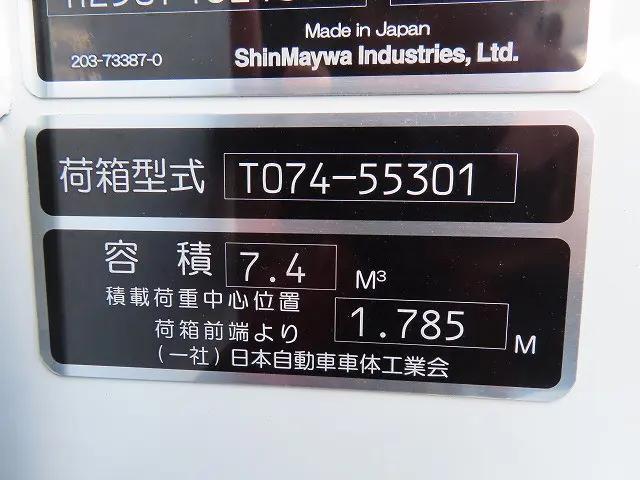 Made in Japan
203-73387-0 ShinMaywa Industries, Ltd.
荷箱型式 T074-55301
容積 7.4 M³
積載荷重中心位置
荷箱前端より 1.785 M
(一社)日本自動車車体工業会